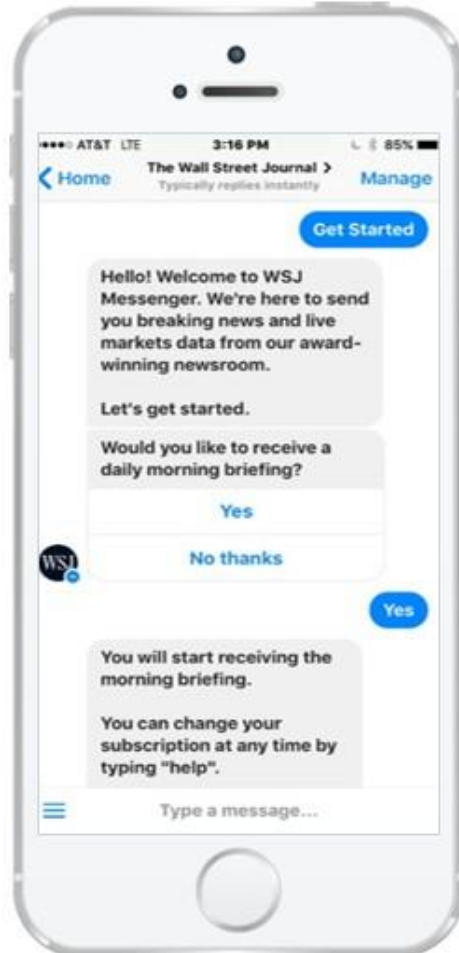 AT&T LTE 3:16 PM 85%
Home The Wall Street Journal > Manage
Typically replies instantly
Get Started
Hello! Welcome to WSJ
Messenger. We're here to send
you breaking news and live
markets data from our award-
winning newsroom.
Let's get started.
Would you like to receive a
daily morning briefing?
Yes
No thanks
WSJ
Yes
You will start receiving the
morning briefing.
You can change your
subscription at any time by
typing "help".
Type a message...